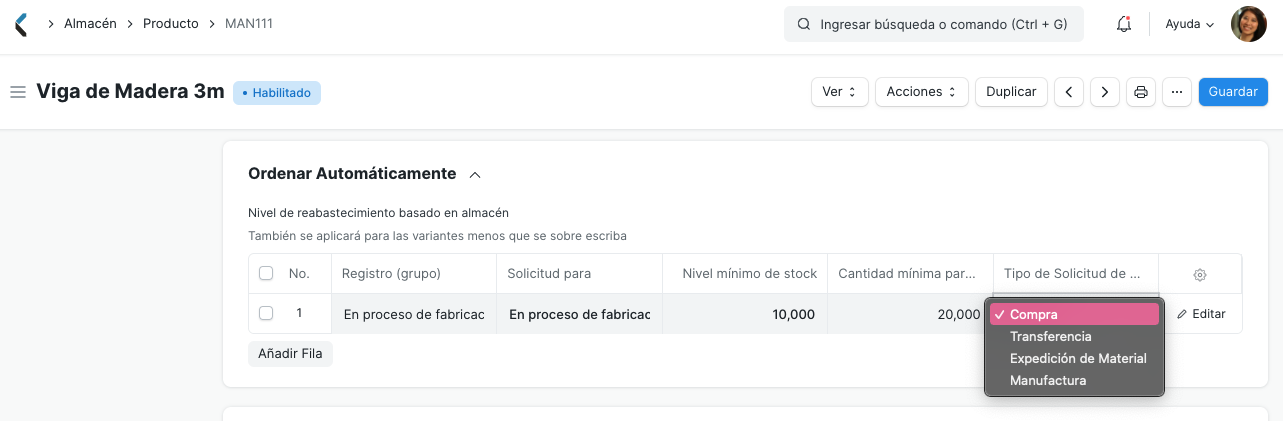 Almacén Producto MAN111
Ingresar búsqueda o comando (Ctrl + G)
Ayuda
Viga de Madera 3m
• Habilitado
Ver
Acciones
Duplicar
Guardar
Ordenar Automáticamente
Nivel de reabastecimiento basado en almacén
También se aplicará para las variantes menos que se sobre escriba
No. Registro (grupo) Solicitud para Nivel mínimo de stock Cantidad mínima par... Tipo de Solicitud de ...
1 En proceso de fabricac En proceso de fabricac 10,000 20,000 ✓ Compra Editar
Transferencia
Expedición de Material
Manufactura
Añadir Fila